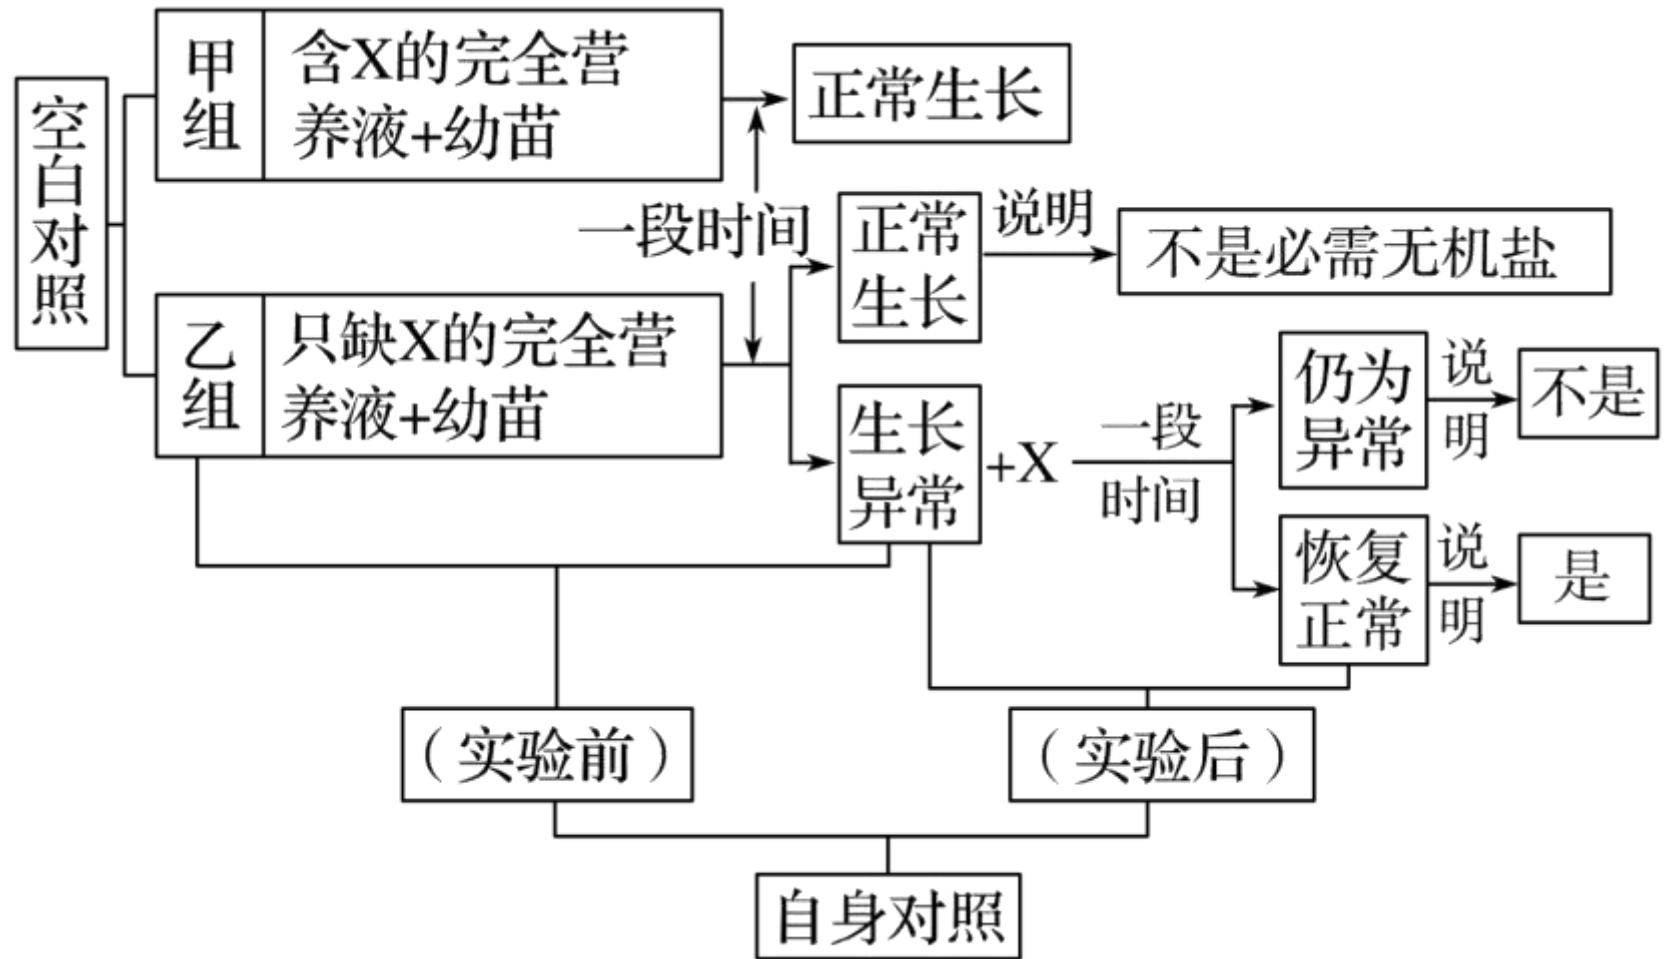 空白对照
甲组
含X的完全营
养液+幼苗
正常生长
一段时间
乙组
只缺X的完全营
养液+幼苗
正常
生长
说明
不是必需无机盐
生长
异常
+X
一段
时间
仍为
异常
说
明
不是
恢复
正常
说
明
是
（实验前）
（实验后）
自身对照